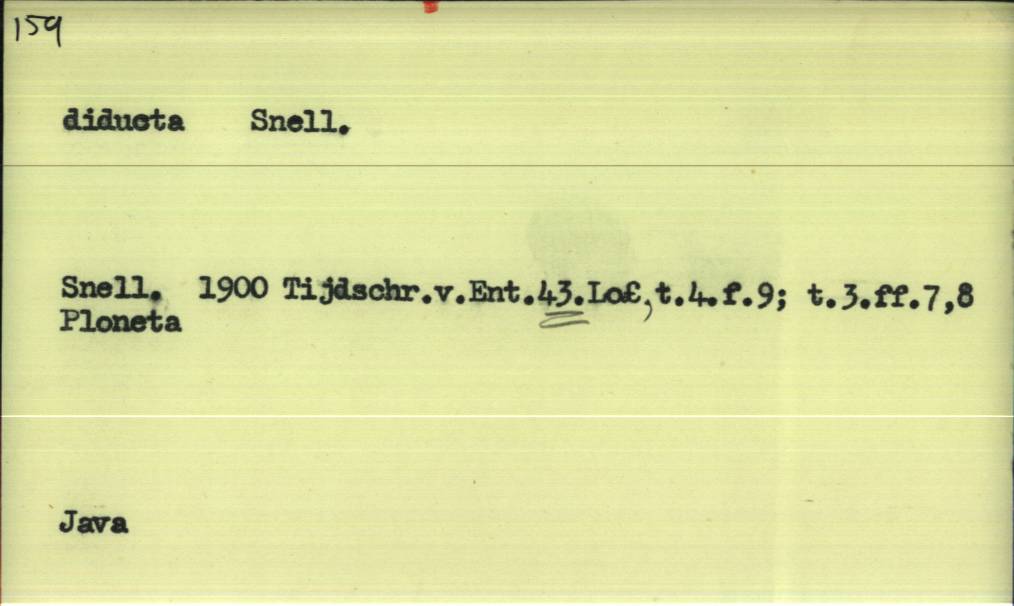 159
diducta Snell.
Snell. 1900 Tijdschr.v.Ent.43.Lo£,t.4.f.9; t.3.ff.7,8
Ploneta
Java